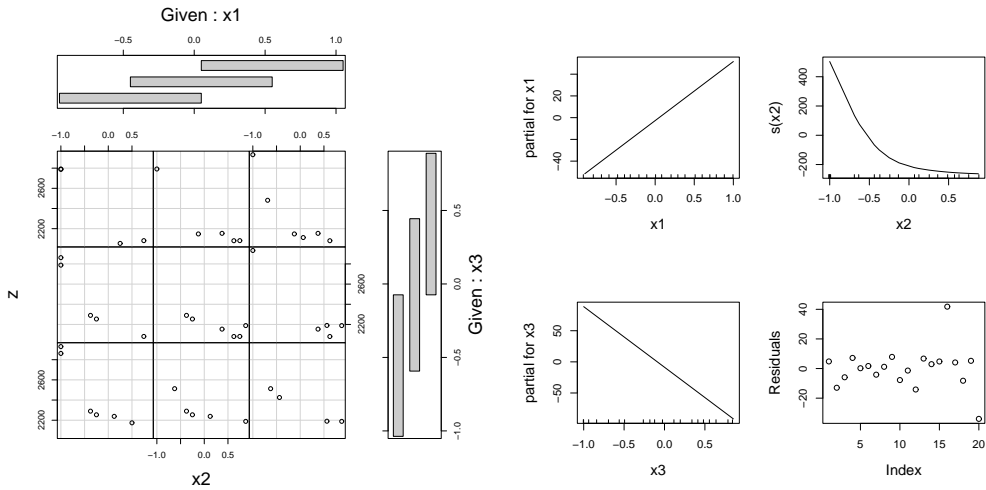 Given : x1
−0.5 0.0 0.5 1.0
−1.0 0.0 0.5 −1.0 0.0 0.5
2200 2600
2200 2600
2200 2600
2200 2600
z
−1.0 0.0 0.5
x2
−1.0 −0.5 0.0 0.5
Given : x3
partial for x1
−40 0 20
−0.5 0.0 0.5 1.0
x1
s(x2)
−200 0 200 400
−1.0 −0.5 0.0 0.5
x2
partial for x3
−50 0 50
−1.0 −0.5 0.0 0.5
x3
Residuals
−20 0 20 40
5 10 15 20
Index